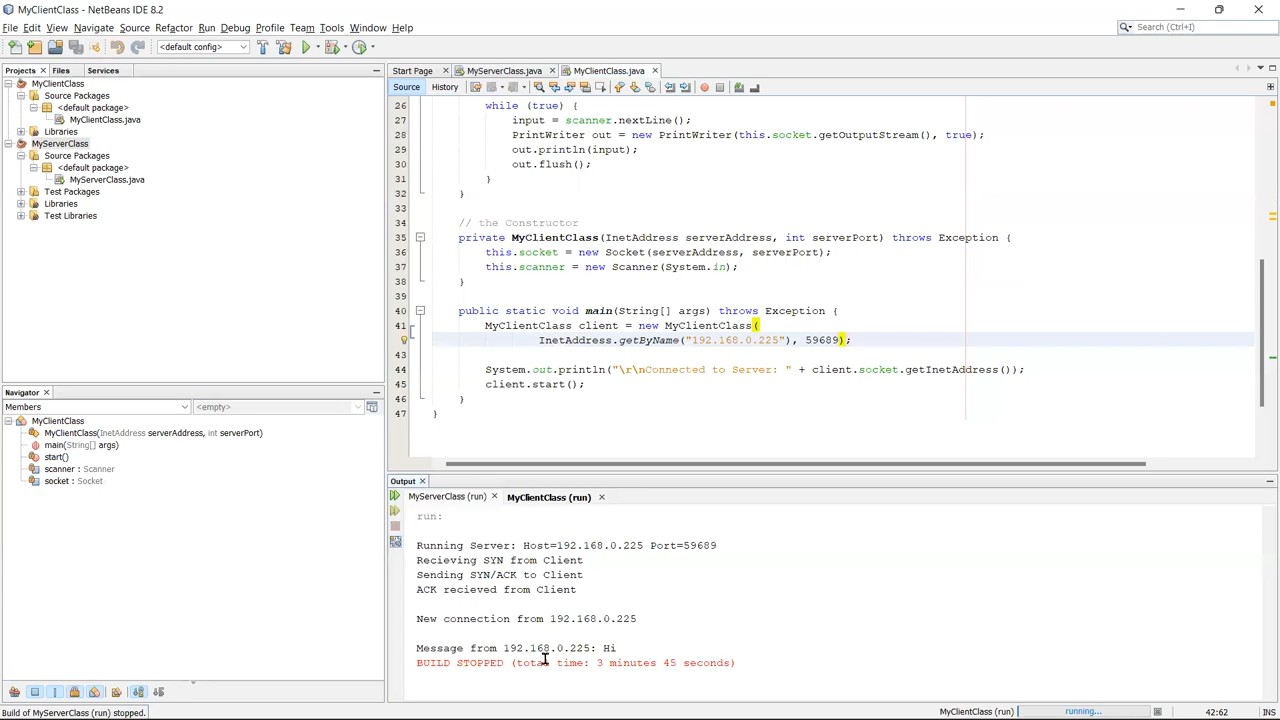 MyClientClass - NetBeans IDE 8.2
File Edit View Navigate Source Refactor Run Debug Profile Team Tools Window Help
Search (Ctrl+I)
<default config>
Projects Files Services
Start Page MyServerClass.java MyClientClass.java
Source History
MyClientClass
Source Packages
<default package>
MyClientClass.java
Libraries
MyServerClass
Source Packages
<default package>
MyServerClass.java
Test Packages
Libraries
Test Libraries
26 while (true) {
27 input = scanner.nextLine();
28 PrintWriter out = new PrintWriter(this.socket.getOutputStream(), true);
29 out.println(input);
30 out.flush();
31 }
32 }
33
34 // the Constructor
35 private MyClientClass(InetAddress serverAddress, int serverPort) throws Exception {
36 this.socket = new Socket(serverAddress, serverPort);
37 this.scanner = new Scanner(System.in);
38 }
39
40 public static void main(String[] args) throws Exception {
41 MyClientClass client = new MyClientClass(
InetAddress.getByName("192.168.0.225"), 59689);
43
44 System.out.println("\r\nConnected to Server: " + client.socket.getInetAddress());
45 client.start();
46 }
47 }
Navigator
Members <empty>
MyClientClass
MyClientClass(InetAddress serverAddress, int serverPort)
main(String[] args)
start()
scanner : Scanner
socket : Socket
Output
MyServerClass (run) MyClientClass (run)
run:
Running Server: Host=192.168.0.225 Port=59689
Recieving SYN from Client
Sending SYN/ACK to Client
ACK recieved from Client
New connection from 192.168.0.225
Message from 192.168.0.225: Hi
BUILD STOPPED (total time: 3 minutes 45 seconds)
Build of MyServerClass (run) stopped.
MyClientClass (run) running...
42:62 INS